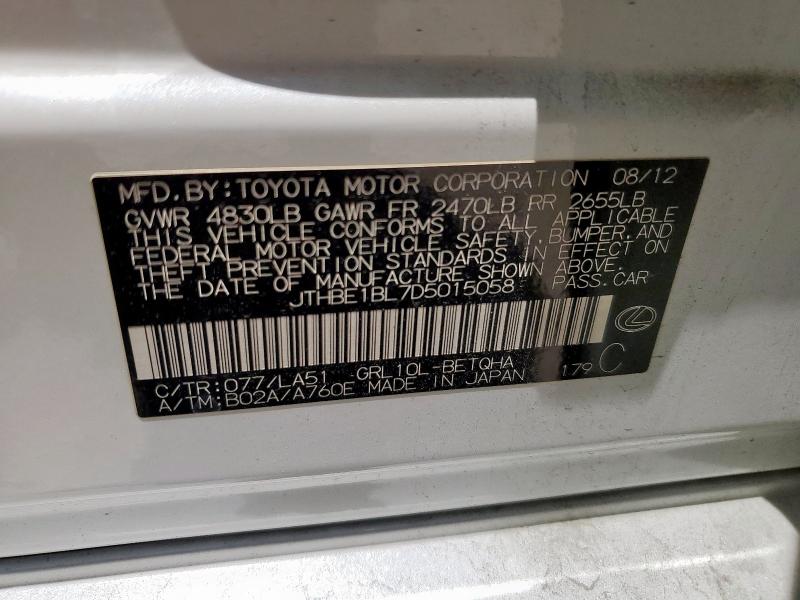 MFD. BY: TOYOTA MOTOR CORPORATION 08/12
GVWR 4830LB GAWR FR 2470LB RR 2655LB
THIS VEHICLE CONFORMS TO ALL APPLICABLE
FEDERAL MOTOR VEHICLE SAFETY, BUMPER, AND
THEFT PREVENTION STANDARDS IN EFFECT ON
THE DATE OF MANUFACTURE SHOWN ABOVE.
JTHBE1BL7D5015058 PASS. CAR
C/TR: 077/LA51 GRL10L-BETQHA 179 C
A/TM: B02A/A760E MADE IN JAPAN